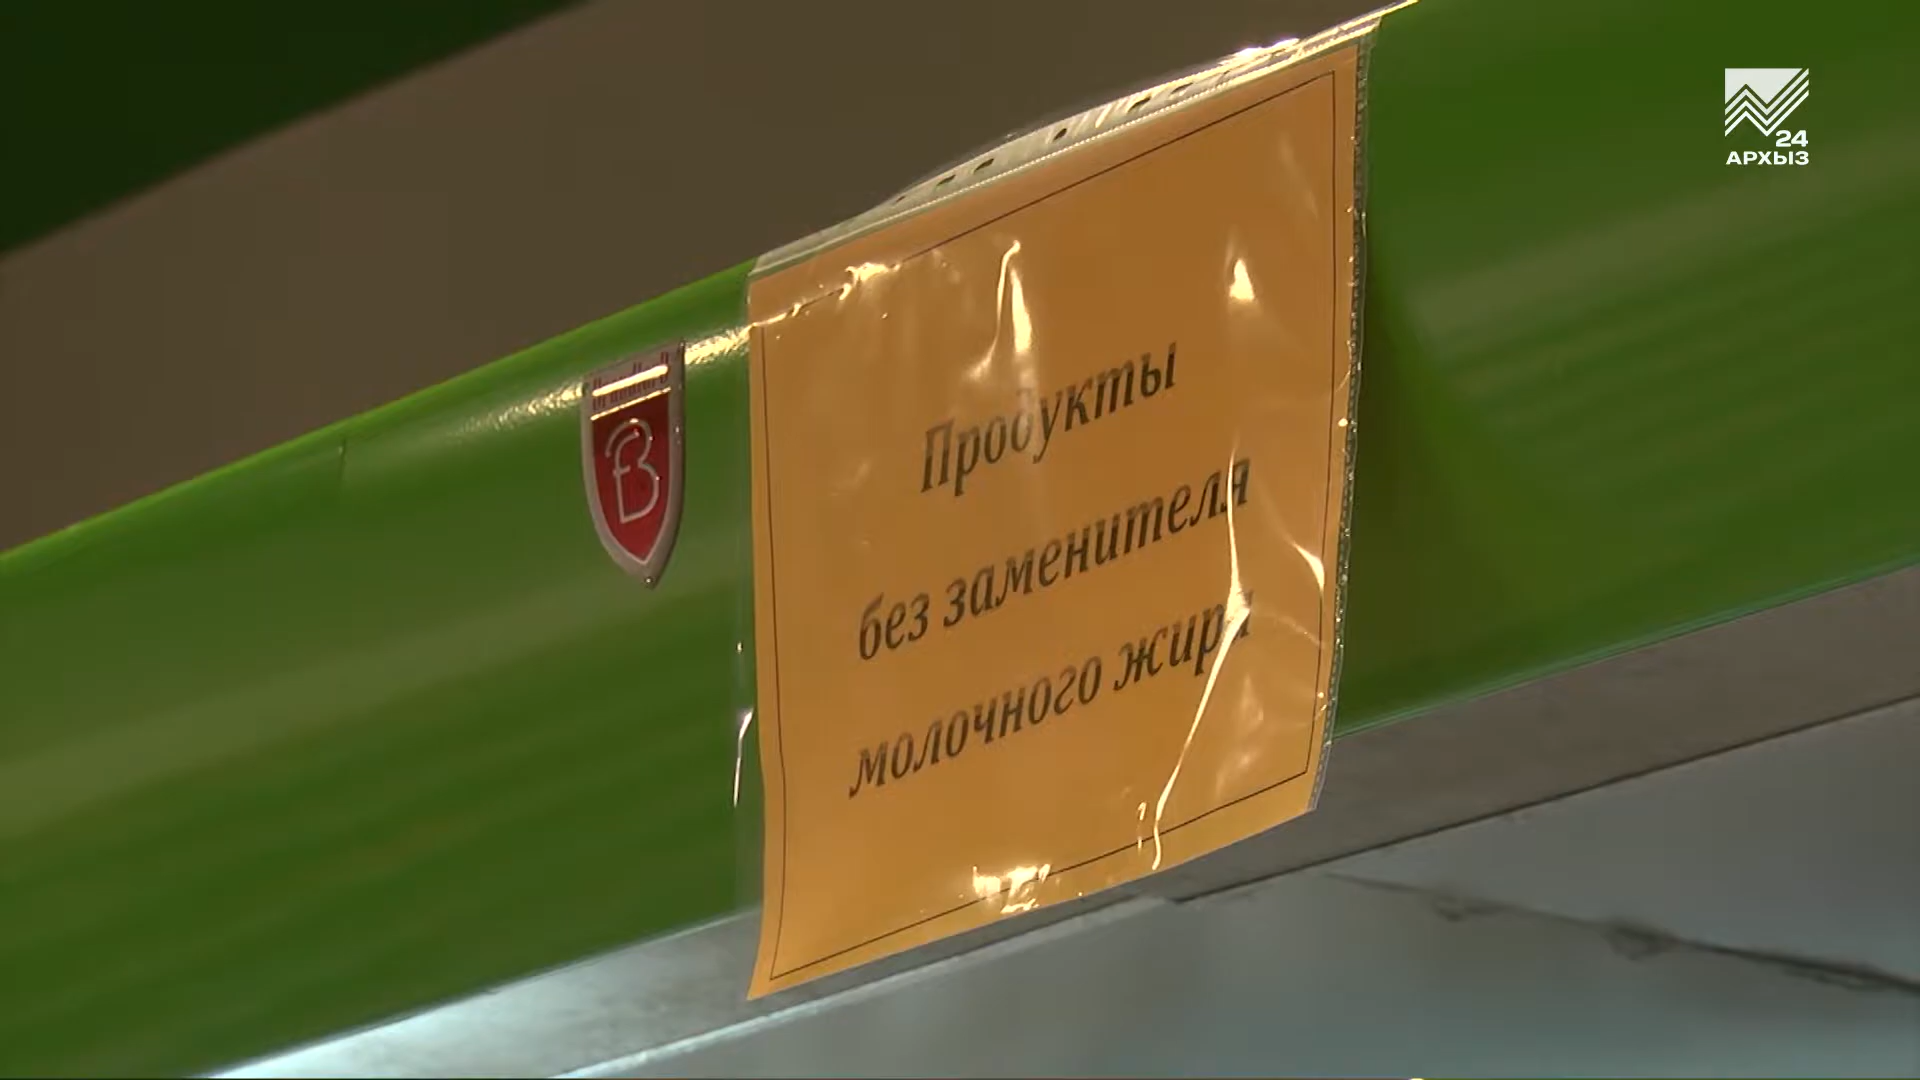 24
АРХЫЗ
Продукты
без заменителя
молочного жира